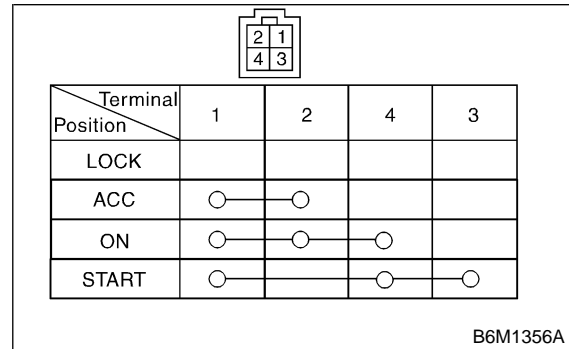 2 1
4 3
Terminal
Position
1 2 4 3
LOCK
ACC
ON
START
B6M1356A